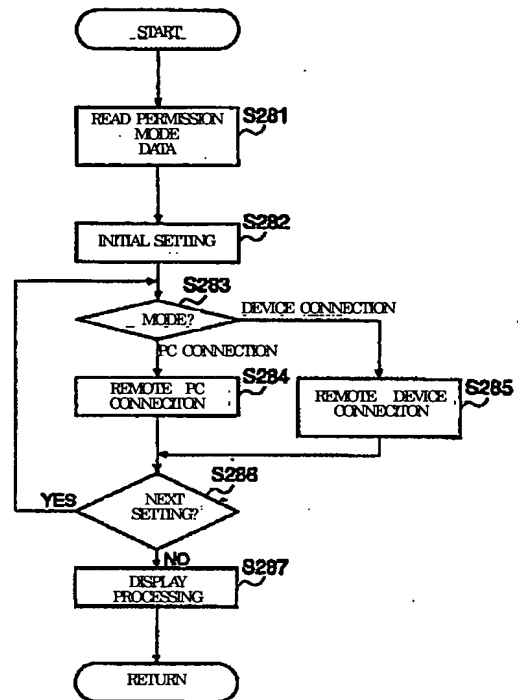 START
READ PERMISSION
MODE
DATA
S281
INITIAL SETTING
S282
S283
MODE?
DEVICE CONNECTION
PC CONNECTION
S284
REMOTE PC
CONNECITON
REMOTE DEVICE
CONNECITON
S285
S286
YES
NEXT
SETTING?
NO
S287
DISPLAY
PROCESSING
RETURN